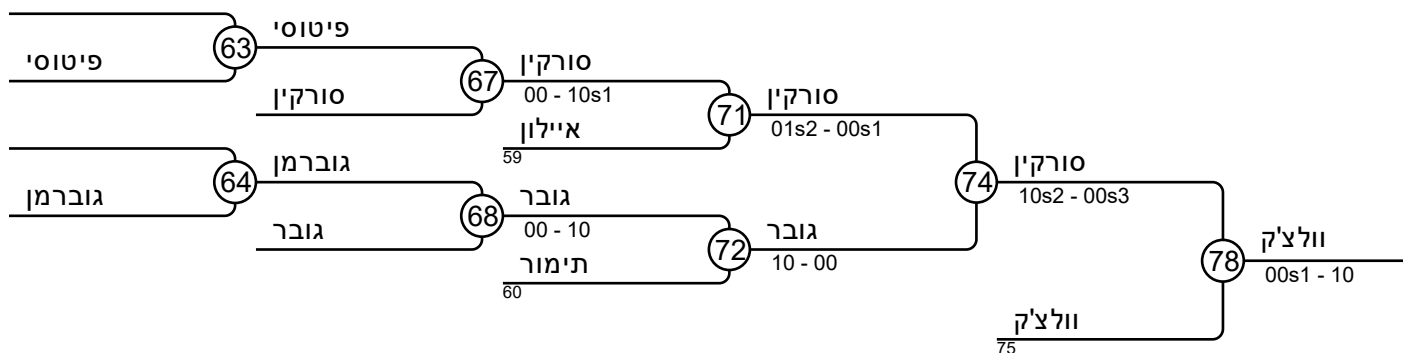 פיטוסי
63
פיטוסי
סורקין
67
סורקין
00 - 10s1
איילון
59
71
סורקין
01s2 - 00s1
גוברמן
64
גוברמן
גובר
68
גובר
00 - 10
תימור
60
72
גובר
10 - 00
74
סורקין
10s2 - 00s3
וולצ'ק
75
78
וולצ'ק
00s1 - 10